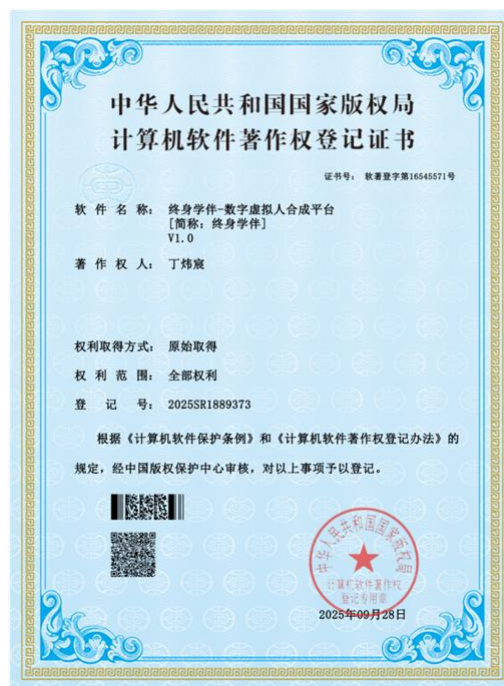 中华人民共和国国家版权局
计算机软件著作权登记证书
证书号： 软著登字第16545571号
软件名称： 终身学伴-数字虚拟人合成平台
[简称：终身学伴]
V1.0
著作权人： 丁炜宸
权利取得方式： 原始取得
权利范围： 全部权利
登记号： 2025SR1889373
根据《计算机软件保护条例》和《计算机软件著作权登记办法》的
规定，经中国版权保护中心审核，对以上事项予以登记。
中华人民共和国国家版权局
计算机软件著作权
登记专用章
2025年09月28日